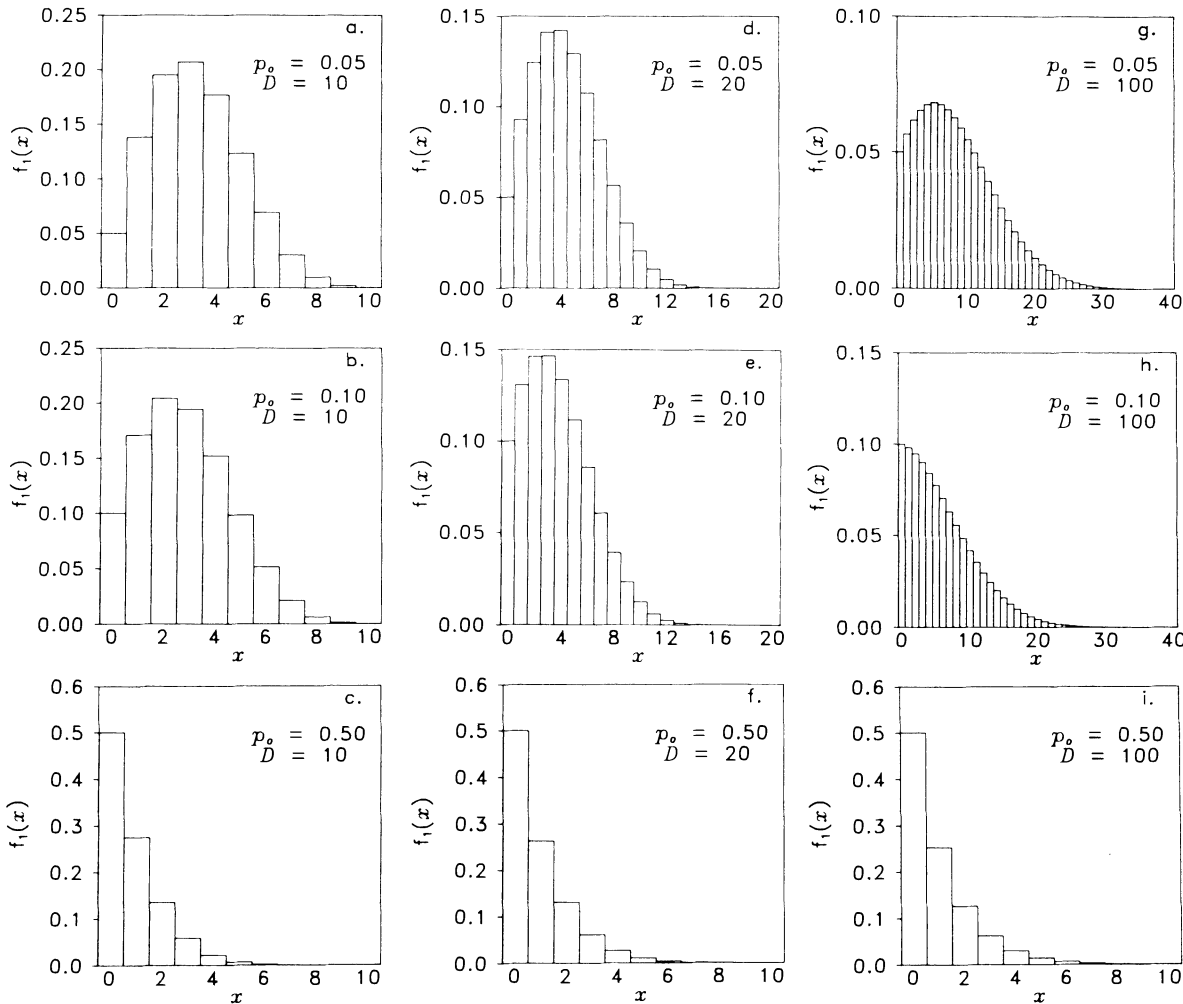 a.
p₀ = 0.05
D = 10
f₁(x)
0.25
0.20
0.15
0.10
0.05
0.00
0 2 4 6 8 10
x
d.
p₀ = 0.05
D = 20
f₁(x)
0.15
0.10
0.05
0.00
0 4 8 12 16 20
x
g.
p₀ = 0.05
D = 100
f₁(x)
0.10
0.05
0.00
0 10 20 30 40
x
b.
p₀ = 0.10
D = 10
f₁(x)
0.25
0.20
0.15
0.10
0.05
0.00
0 2 4 6 8 10
x
e.
p₀ = 0.10
D = 20
f₁(x)
0.15
0.10
0.05
0.00
0 4 8 12 16 20
x
h.
p₀ = 0.10
D = 100
f₁(x)
0.15
0.10
0.05
0.00
0 10 20 30 40
x
c.
p₀ = 0.50
D = 10
f₁(x)
0.6
0.5
0.4
0.3
0.2
0.1
0.0
0 2 4 6 8 10
x
f.
p₀ = 0.50
D = 20
f₁(x)
0.6
0.5
0.4
0.3
0.2
0.1
0.0
0 2 4 6 8 10
x
i.
p₀ = 0.50
D = 100
f₁(x)
0.6
0.5
0.4
0.3
0.2
0.1
0.0
0 2 4 6 8 10
x